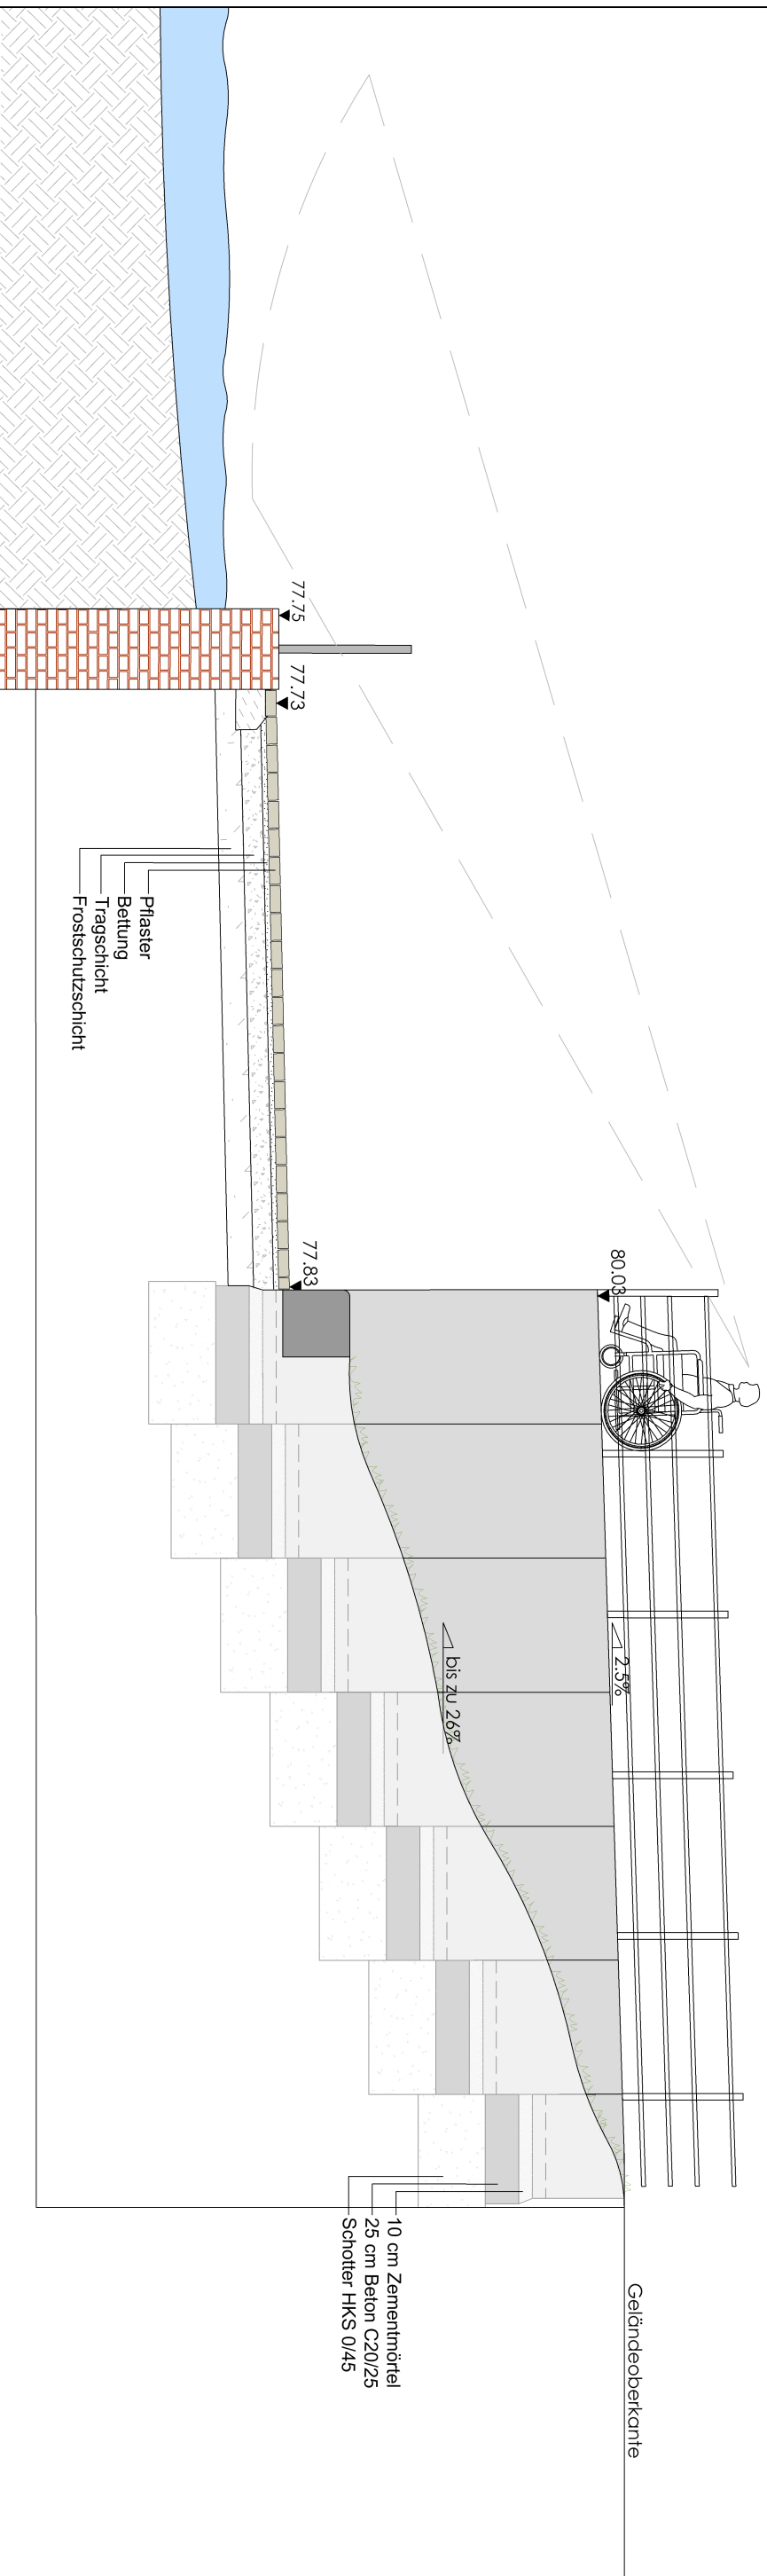 77.75
77.73
Pflaster
Bettung
Tragschicht
Frostschutzschicht
77.83
80.03
2.5%
bis zu 26%
10 cm Zementmörtel
25 cm Beton C20/25
Schotter HKS 0/45
Geländeoberkante